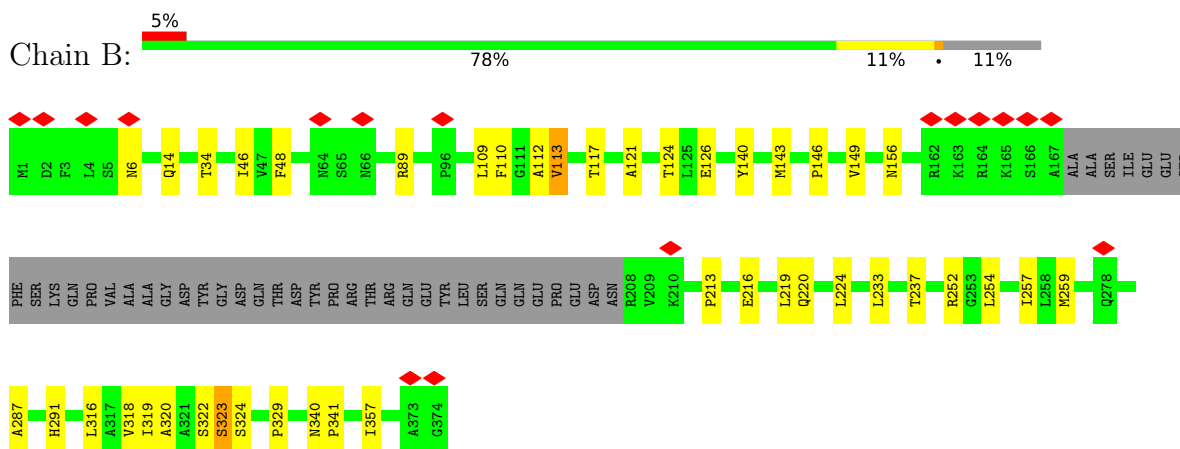 5%
Chain B:
78% 11% • 11%
M1 D2 F3 L4 S5 N6 Q14 T34 I46 V47 F48 N64 S65 N66 R89 P96 L109 F110 G111 A112 V113 T117 A121 T124 L125 E126 Y140 M143 P146 V149 N156 R162 K163 R164 K165 S166 A167 ALA ALA SER ILE GLU GLU
PHE SER LYS GLN PRO VAL ALA ALA GLY ASP TYR GLY ASP GLN THR ASP TYR PRO ARG THR ARG GLN GLU TYR LEU SER GLN GLN GLU PRO GLU ASP ASN R208 V209 K210 P213 E216 L219 Q220 L224 L233 T237 R252 G253 L254 I257 L258 M259 Q278
A287 H291 L316 A317 V318 I319 A320 A321 S322 S323 S324 P329 N340 P341 I357 A373 G374